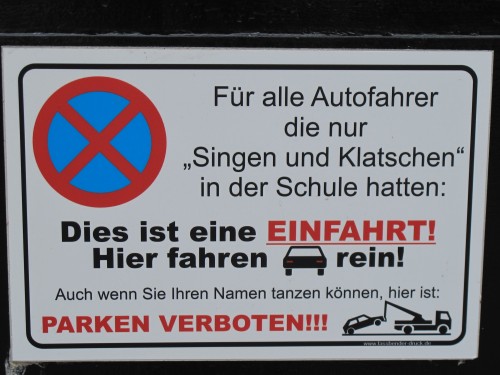 Für alle Autofahrer
die nur
„Singen und Klatschen“
in der Schule hatten:
Dies ist eine EINFAHRT!
Hier fahren rein!
Auch wenn Sie Ihren Namen tanzen können, hier ist:
PARKEN VERBOTEN!!!